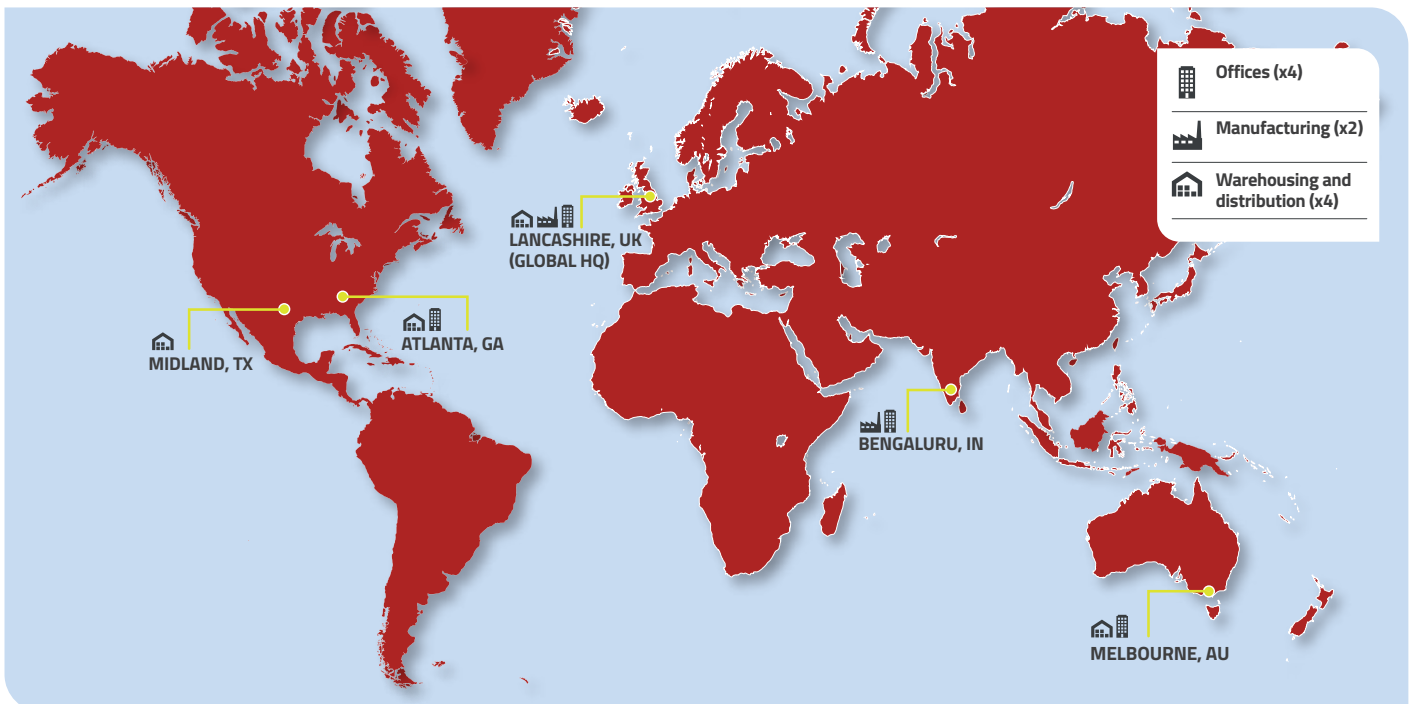 Offices (x4)
Manufacturing (x2)
Warehousing and
distribution (x4)
LANCASHIRE, UK
(GLOBAL HQ)
ATLANTA, GA
MIDLAND, TX
BENGALURU, IN
MELBOURNE, AU